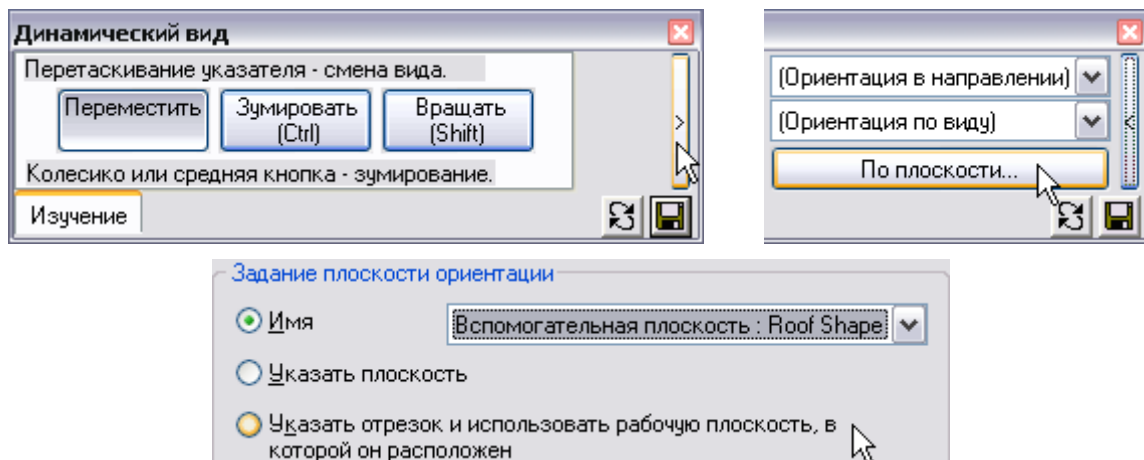 Динамический вид
Перетаскивание указателя - смена вида.
Переместить
Зумировать
(Ctrl)
Вращать
(Shift)
Колесико или средняя кнопка - зумирование.
Изучение
(Ориентация в направлении)
(Ориентация по виду)
По плоскости...
Задание плоскости ориентации
Имя
Вспомогательная плоскость : Roof Shape
Указать плоскость
Указать отрезок и использовать рабочую плоскость, в
которой он расположен